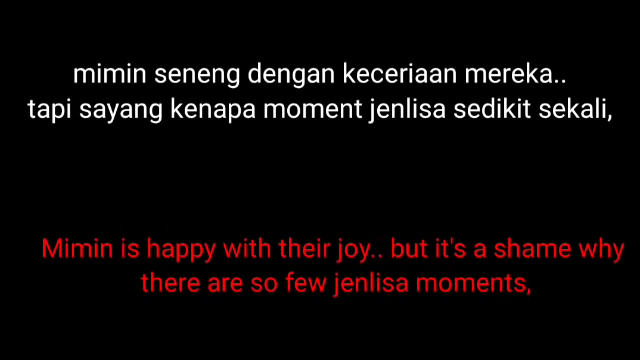 mimin seneng dengan keceriaan mereka..
tapi sayang kenapa moment jenlisa sedikit sekali,
Mimin is happy with their joy.. but it's a shame why
there are so few jenlisa moments,